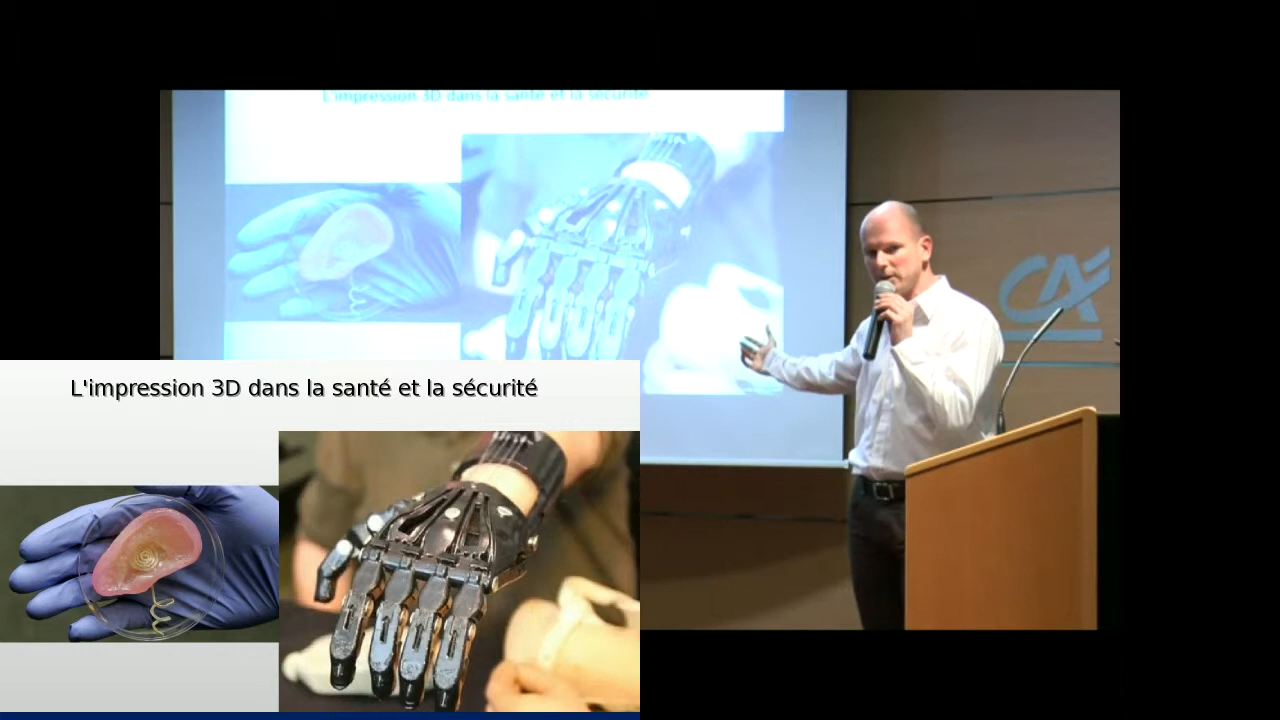 L'impression 3D dans la santé et la sécurité
CA
L'impression 3D dans la santé et la sécurité